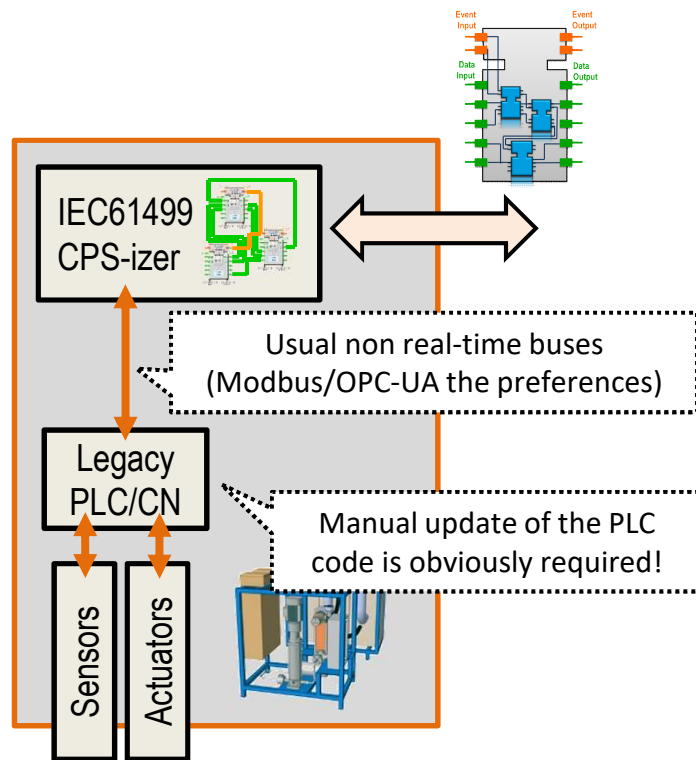 Event
Input
Event
Output
Data
Input
Data
Output
IEC61499
CPS-izer
Usual non real-time buses
(Modbus/OPC-UA the preferences)
Legacy
PLC/CN
Manual update of the PLC
code is obviously required!
Sensors
Actuators